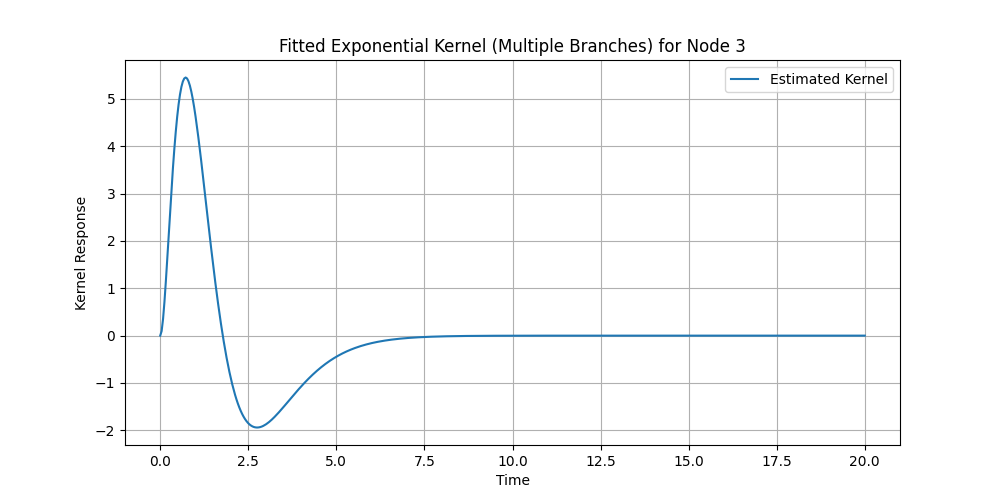 Fitted Exponential Kernel (Multiple Branches) for Node 3
Estimated Kernel
Kernel Response
5
4
3
2
1
0
−1
−2
0.0 2.5 5.0 7.5 10.0 12.5 15.0 17.5 20.0
Time